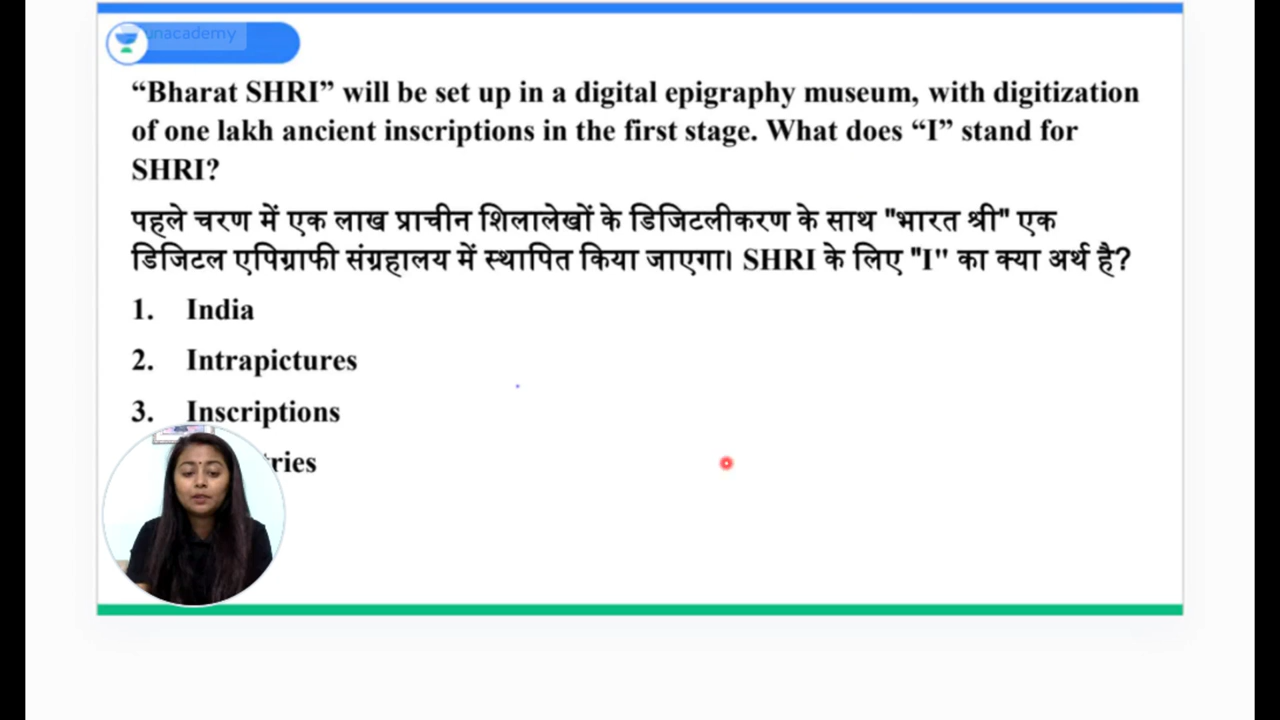 unacademy
“Bharat SHRI” will be set up in a digital epigraphy museum, with digitization
of one lakh ancient inscriptions in the first stage. What does “I” stand for
SHRI?
पहले चरण में एक लाख प्राचीन शिलालेखों के डिजिटलीकरण के साथ "भारत श्री" एक
डिजिटल एपिग्राफी संग्रहालय में स्थापित किया जाएगा। SHRI के लिए "I" का क्या अर्थ है?
1. India
2. Intrapictures
3. Inscriptions